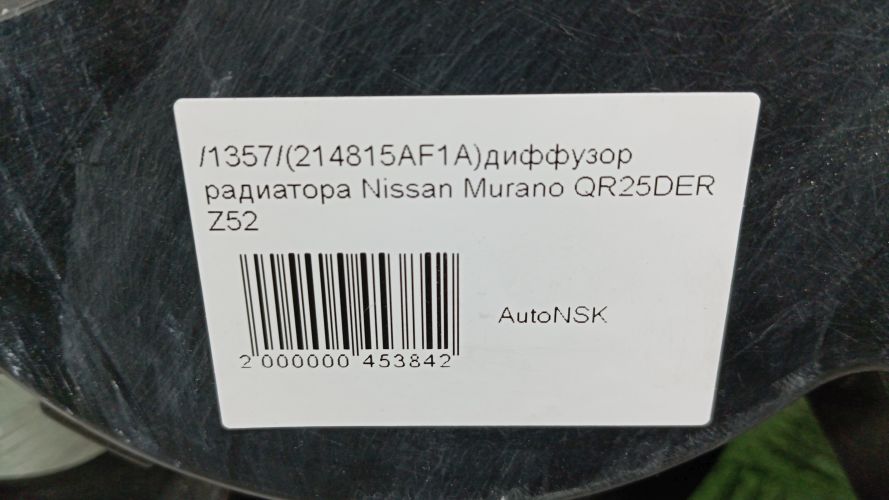 /1357/(214815AF1A)диффузор
радиатора Nissan Murano QR25DER
Z52
AutoNSK
2 000000 453842